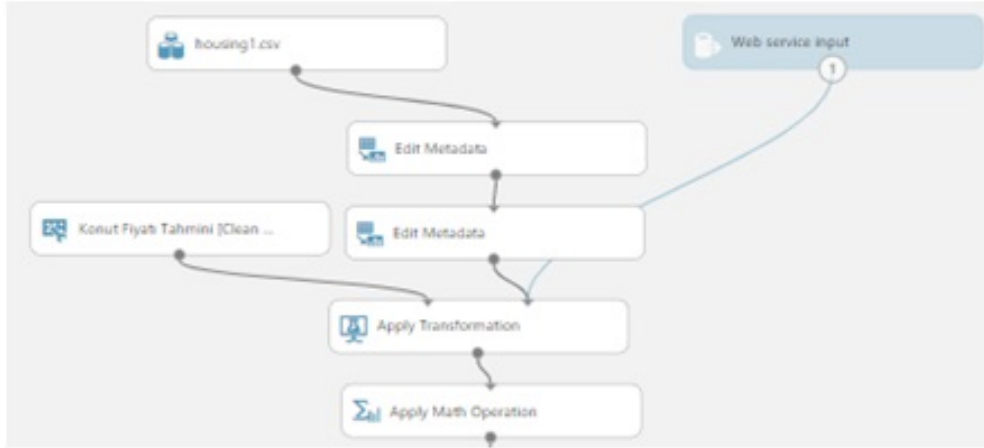 housing1.csv
Web service input
1
Edit Metadata
Konut Fiyatı Tahmini [Clean ...
Edit Metadata
Apply Transformation
Apply Math Operation